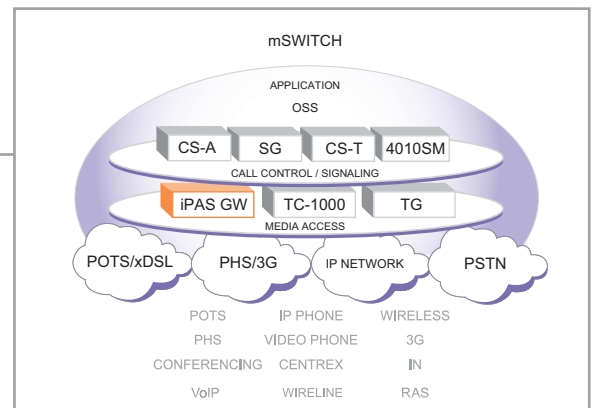 mSWITCH
APPLICATION
OSS
CS-A SG CS-T 4010SM
CALL CONTROL / SIGNALING
iPAS GW TC-1000 TG
MEDIA ACCESS
POTS/xDSL PHS/3G IP NETWORK PSTN
POTS IP PHONE WIRELESS
PHS VIDEO PHONE 3G
CONFERENCING CENTREX IN
VoIP WIRELINE RAS